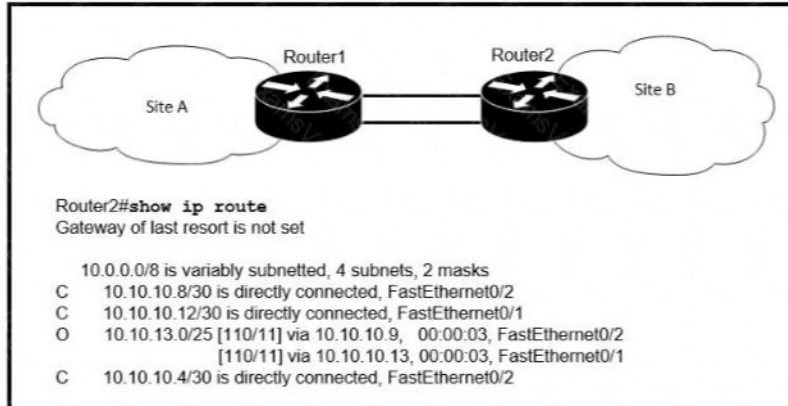 Router1
Router2
Site A
Site B
Router2#show ip route
Gateway of last resort is not set
10.0.0.0/8 is variably subnetted, 4 subnets, 2 masks
C 10.10.10.8/30 is directly connected, FastEthernet0/2
C 10.10.10.12/30 is directly connected, FastEthernet0/1
O 10.10.13.0/25 [110/11] via 10.10.10.9, 00:00:03, FastEthernet0/2
[110/11] via 10.10.10.13, 00:00:03, FastEthernet0/1
C 10.10.10.4/30 is directly connected, FastEthernet0/2